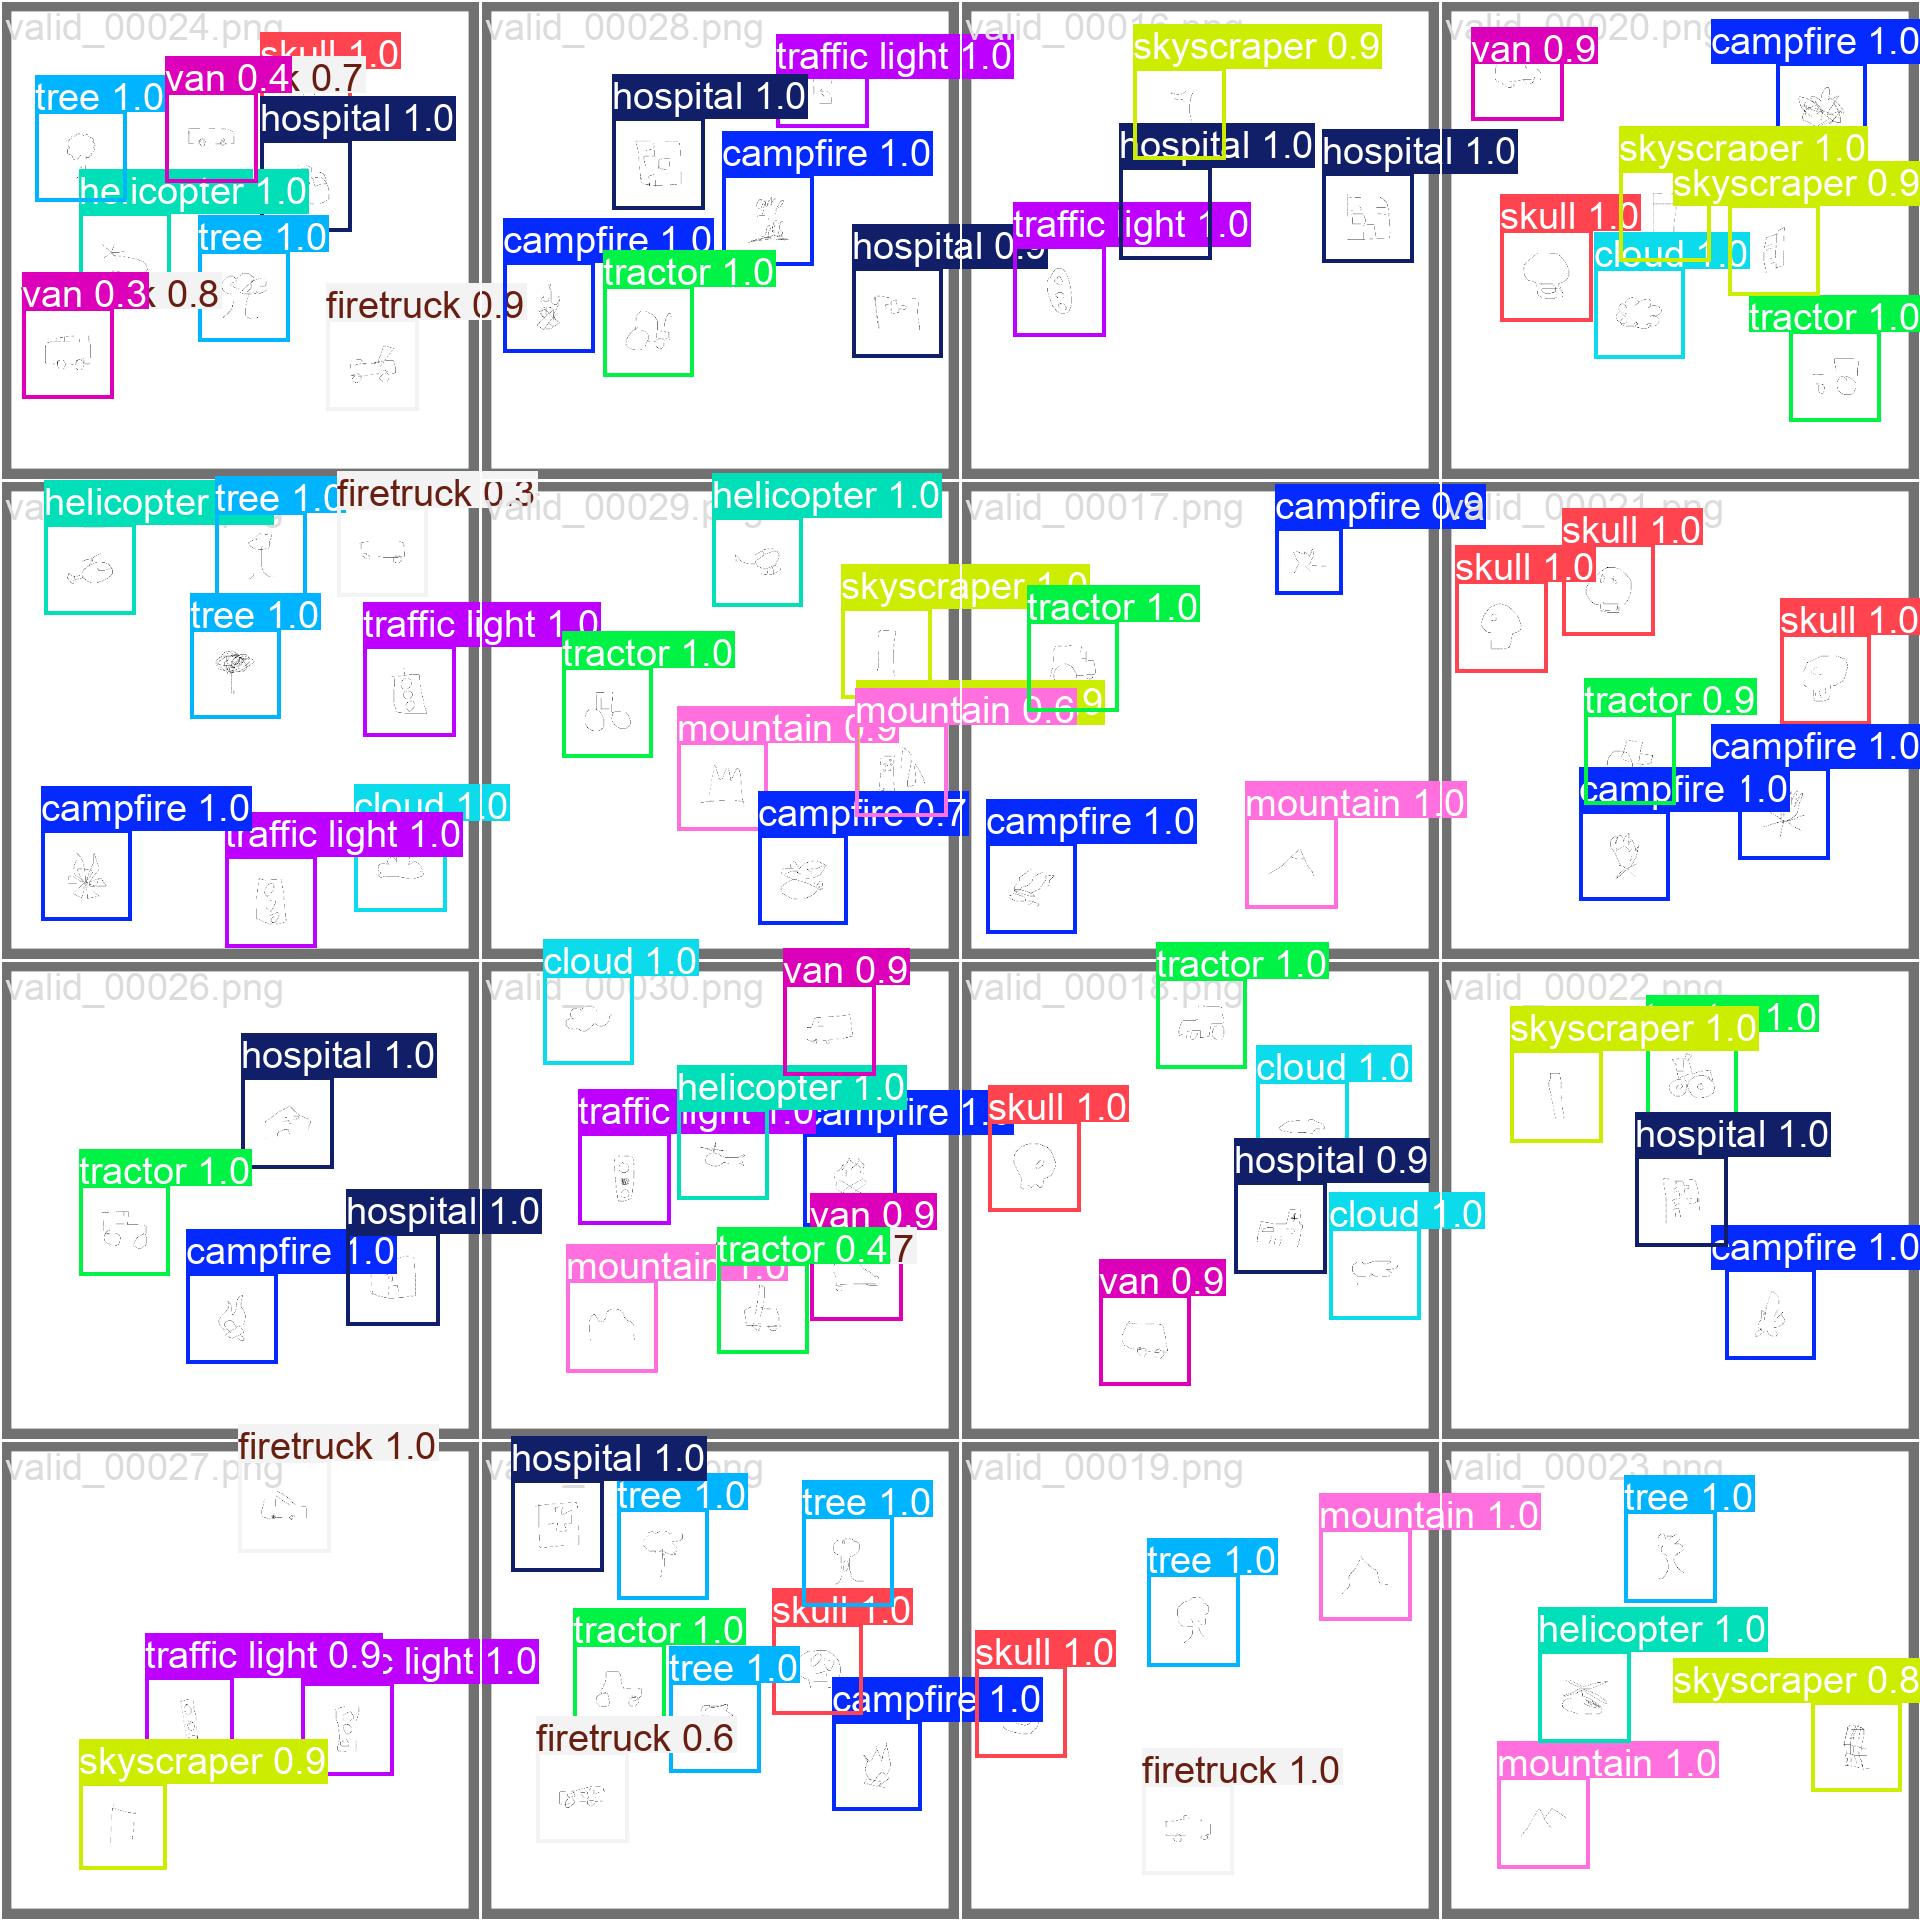 valid_00024.png
skull 1.0
van 0.4
k 0.7
tree 1.0
hospital 1.0
helicopter 1.0
tree 1.0
van 0.3
k 0.8
firetruck 0.9
valid_00028.png
traffic light 1.0
hospital 1.0
campfire 1.0
campfire 1.0
hospital 0.9
tractor 1.0
valid_00016.png
skyscraper 0.9
hospital 1.0
hospital 1.0
traffic light 1.0
valid_00020.png
van 0.9
campfire 1.0
skyscraper 1.0
skyscraper 0.9
skull 1.0
cloud 1.0
tractor 1.0
helicopter
tree 1.0
firetruck 0.3
tree 1.0
traffic light 1.0
campfire 1.0
cloud 1.0
traffic light 1.0
valid_00029.png
helicopter 1.0
skyscraper 1.0
tractor 1.0
mountain 0.9
mountain 0.6
9
campfire 0.7
valid_00017.png
campfire 0.9
tractor 1.0
mountain 1.0
campfire 1.0
valid_00021.png
skull 1.0
skull 1.0
skull 1.0
tractor 0.9
campfire 1.0
campfire 1.0
valid_00026.png
hospital 1.0
tractor 1.0
hospital 1.0
campfire 1.0
valid_00030.png
cloud 1.0
van 0.9
helicopter 1.0
traffic light 1.0
campfire 1.0
van 0.9
tractor 0.4
7
mountain 1.0
valid_00018.png
tractor 1.0
cloud 1.0
skull 1.0
hospital 0.9
cloud 1.0
van 0.9
valid_00022.png
1.0
skyscraper 1.0
hospital 1.0
campfire 1.0
valid_00027.png
firetruck 1.0
traffic light 0.9
c light 1.0
skyscraper 0.9
png
hospital 1.0
tree 1.0
tree 1.0
skull 1.0
tractor 1.0
tree 1.0
campfire 1.0
firetruck 0.6
valid_00019.png
mountain 1.0
tree 1.0
skull 1.0
firetruck 1.0
valid_00023.png
tree 1.0
helicopter 1.0
skyscraper 0.8
mountain 1.0